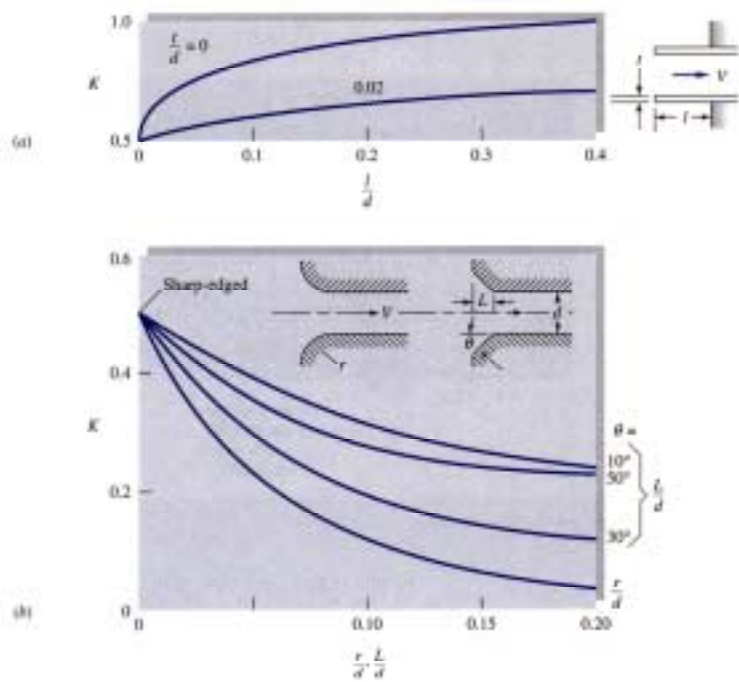 1.0
t/d = 0
K
0.02
t
V
l
(a)
0.5
0 0.1 0.2 0.3 0.4
l/d
0.6
Sharp-edged
L
V
d
θ
r
0.4
K
θ =
10°
50°
L/d
0.2
30°
r/d
(b)
0
0 0.10 0.15 0.20
r/d, L/d